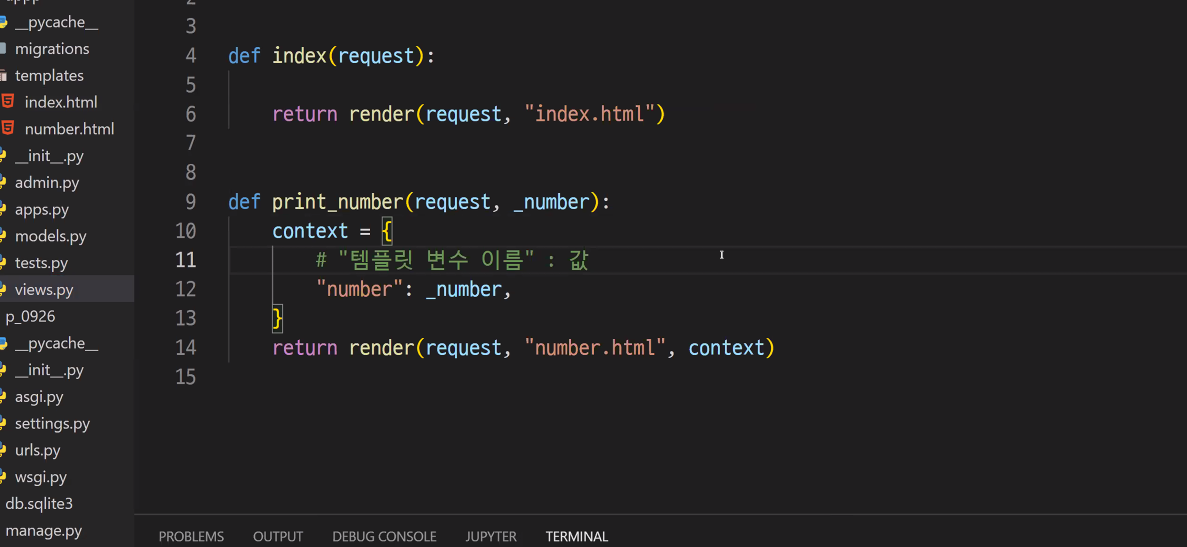 __pycache__
migrations
templates
index.html
number.html
__init__.py
admin.py
apps.py
models.py
tests.py
views.py
p_0926
__pycache__
__init__.py
asgi.py
settings.py
urls.py
wsgi.py
db.sqlite3
manage.py
3
4 def index(request):
5
6 return render(request, "index.html")
7
8
9 def print_number(request, _number):
10 context = {
11 # "템플릿 변수 이름" : 값
12 "number": _number,
13 }
14 return render(request, "number.html", context)
15
PROBLEMS OUTPUT DEBUG CONSOLE JUPYTER TERMINAL